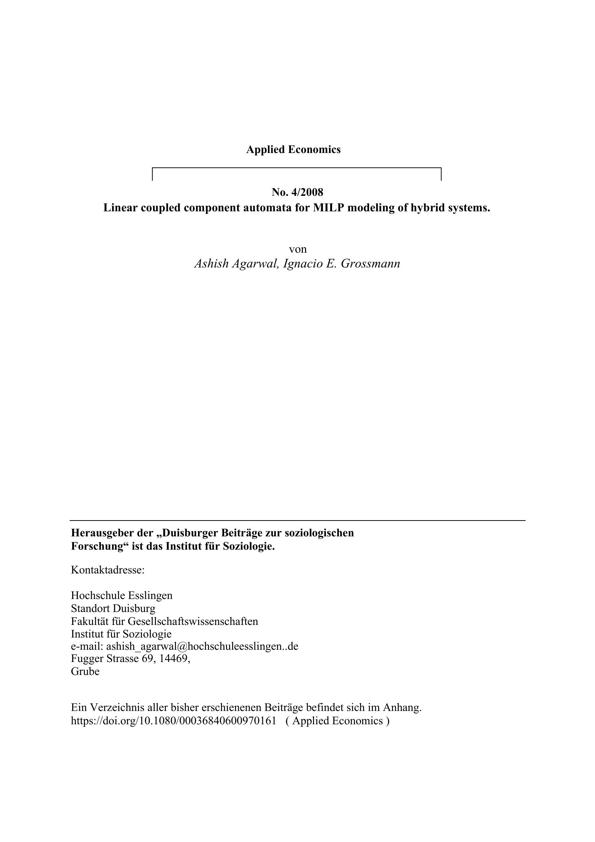 Applied Economics
No. 4/2008
Linear coupled component automata for MILP modeling of hybrid systems.
von
Ashish Agarwal, Ignacio E. Grossmann
Herausgeber der „Duisburger Beiträge zur soziologischen
Forschung“ ist das Institut für Soziologie.
Kontaktadresse:
Hochschule Esslingen
Standort Duisburg
Fakultät für Gesellschaftswissenschaften
Institut für Soziologie
e-mail: ashish_agarwal@hochschuleesslingen..de
Fugger Strasse 69, 14469,
Grube
Ein Verzeichnis aller bisher erschienenen Beiträge befindet sich im Anhang.
https://doi.org/10.1080/00036840600970161 ( Applied Economics )